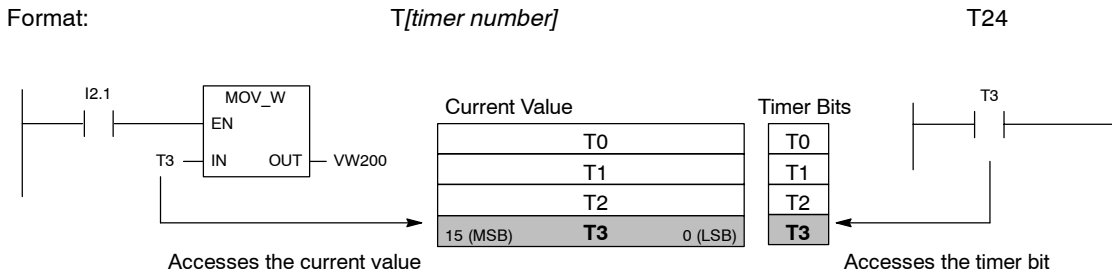 Format: T[timer number] T24
I2.1
MOV_W
EN
T3 IN OUT VW200
Current Value
T0
T1
T2
15 (MSB) T3 0 (LSB)
Timer Bits
T0
T1
T2
T3
T3
Accesses the current value
Accesses the timer bit